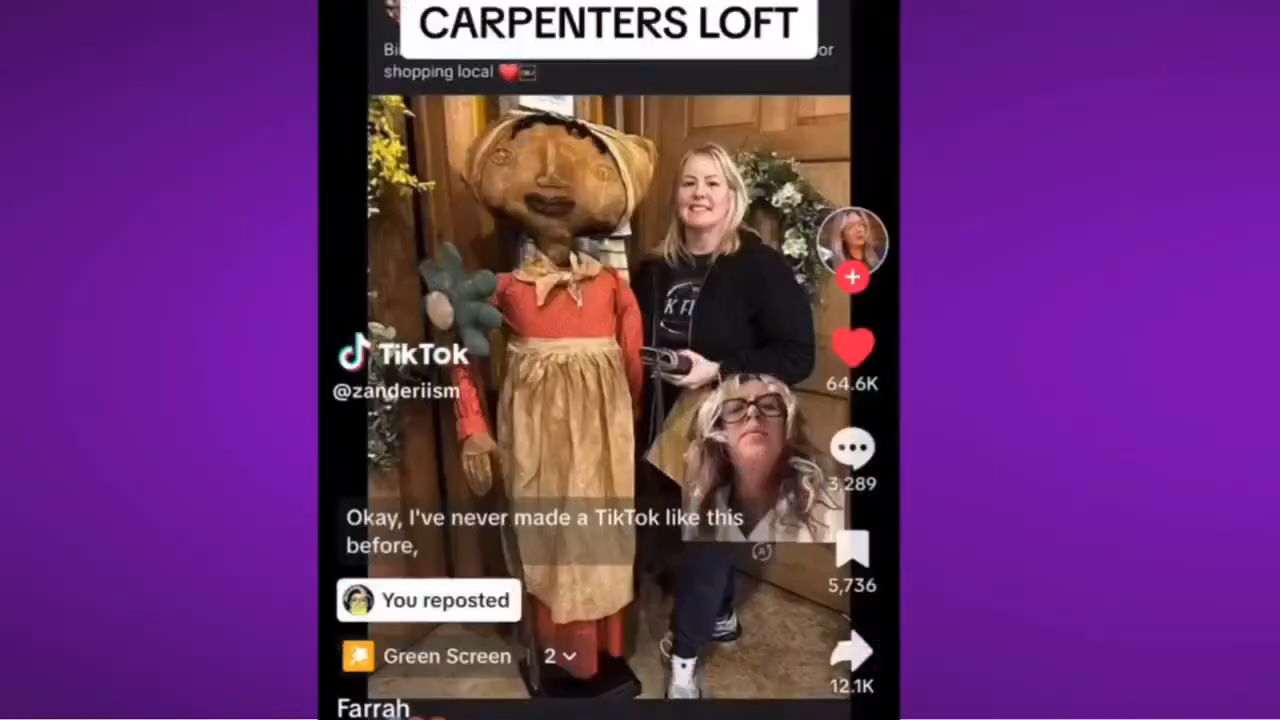 CARPENTERS LOFT
or
shopping local
TikTok
@zanderiism
64.6K
3,289
Okay, I've never made a TikTok like this
before,
5,736
You reposted
Green Screen
2
12.1K
Farrah